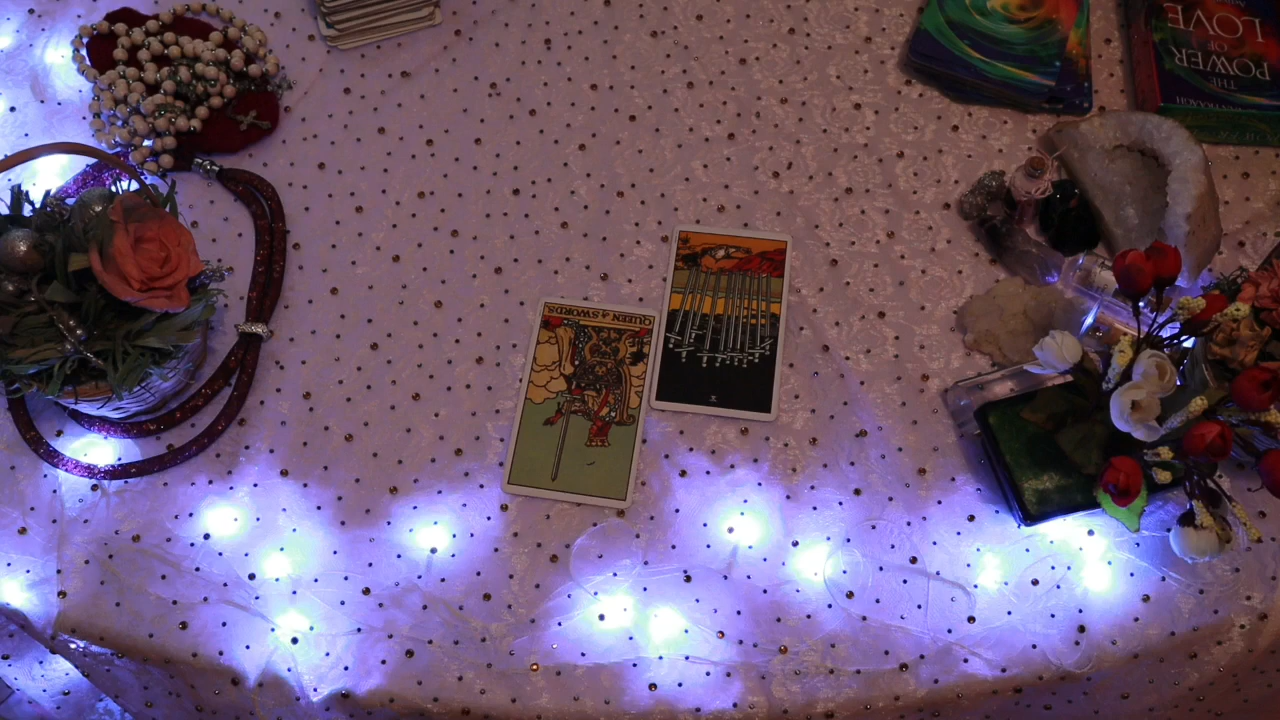 THE
POWER
OF
LOVE
QUEEN of SWORDS.
X